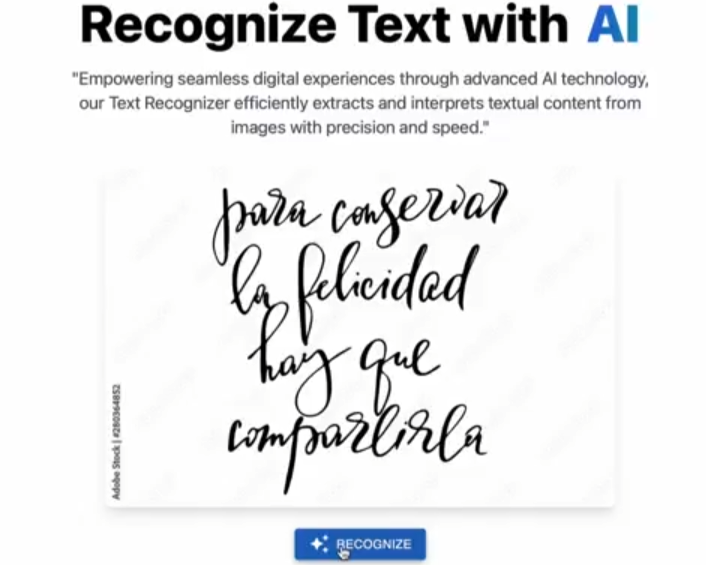 Recognize Text with AI
"Empowering seamless digital experiences through advanced AI technology,
our Text Recognizer efficiently extracts and interprets textual content from
images with precision and speed."
para conservar
la felicidad
hay que
compartirla
Adobe Stock | #280364852
RECOGNIZE